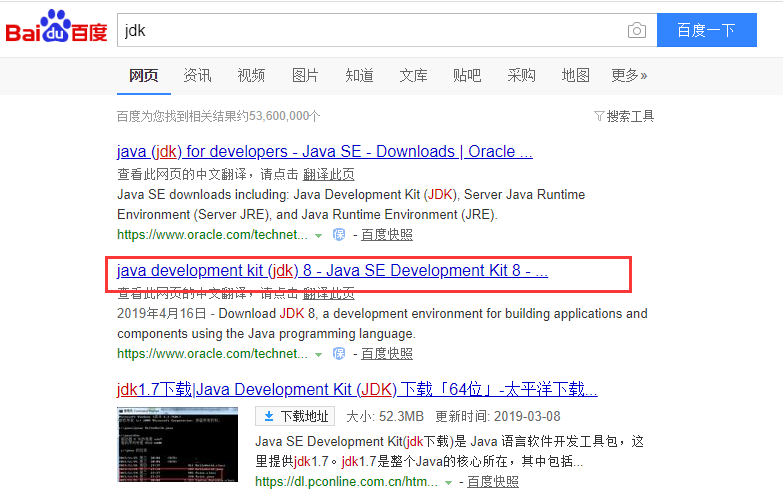 Bai du 百度
jdk
百度一下
网页 资讯 视频 图片 知道 文库 贴吧 采购 地图 更多»
百度为您找到相关结果约53,600,000个
搜索工具
java (jdk) for developers - Java SE - Downloads | Oracle ...
查看此网页的中文翻译，请点击 翻译此页
Java SE downloads including: Java Development Kit (JDK), Server Java Runtime
Environment (Server JRE), and Java Runtime Environment (JRE).
https://www.oracle.com/technet... 保 - 百度快照
java development kit (jdk) 8 - Java SE Development Kit 8 - ...
查看此网页的中文翻译，请点击 翻译此页
2019年4月16日 - Download JDK 8, a development environment for building applications and
components using the Java programming language.
https://www.oracle.com/technet... 保 - 百度快照
jdk1.7下载|Java Development Kit (JDK) 下载「64位」-太平洋下载...
下载地址 大小: 52.3MB 更新时间: 2019-03-08
Java SE Development Kit(jdk下载)是 Java 语言软件开发工具包，这
里提供jdk1.7。jdk1.7是整个Java的核心所在，其中包括...
https://dl.pconline.com.cn/htm... - 百度快照